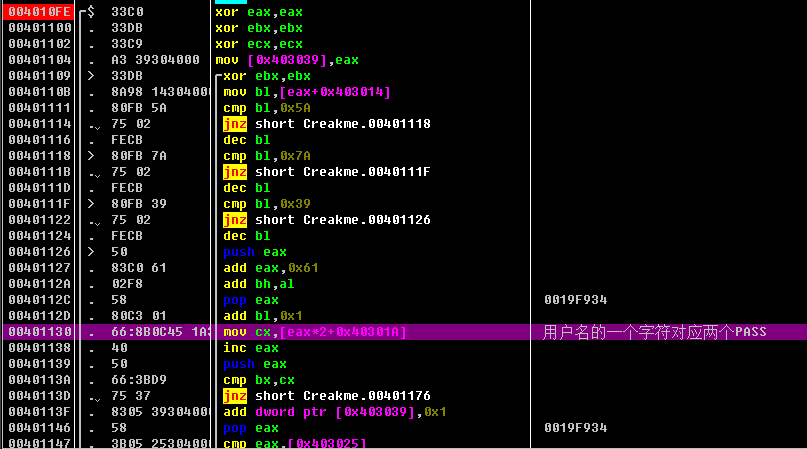 004010FE $ 33C0 xor eax,eax
00401100 . 33DB xor ebx,ebx
00401102 . 33C9 xor ecx,ecx
00401104 . A3 39304000 mov [0x403039],eax
00401109 > 33DB xor ebx,ebx
0040110B . 8A98 14304000 mov bl,[eax+0x403014]
00401111 . 80FB 5A cmp bl,0x5A
00401114 . 75 02 jnz short Creakme.00401118
00401116 . FECB dec bl
00401118 > 80FB 7A cmp bl,0x7A
0040111B . 75 02 jnz short Creakme.0040111F
0040111D . FECB dec bl
0040111F > 80FB 39 cmp bl,0x39
00401122 . 75 02 jnz short Creakme.00401126
00401124 . FECB dec bl
00401126 > 50 push eax
00401127 . 83C0 61 add eax,0x61
0040112A . 02F8 add bh,al
0040112C . 58 pop eax 0019F934
0040112D . 80C3 01 add bl,0x1
00401130 . 66:8B0C45 1A3 mov cx,[eax*2+0x40301A] 用户名的一个字符对应两个PASS
00401138 . 40 inc eax
00401139 . 50 push eax
0040113A . 66:3BD9 cmp bx,cx
0040113D . 75 37 jnz short Creakme.00401176
0040113F . 8305 39304000 add dword ptr [0x403039],0x1
00401146 . 58 pop eax 0019F934
00401147 . 3B05 25304000 cmp eax,[0x403025]